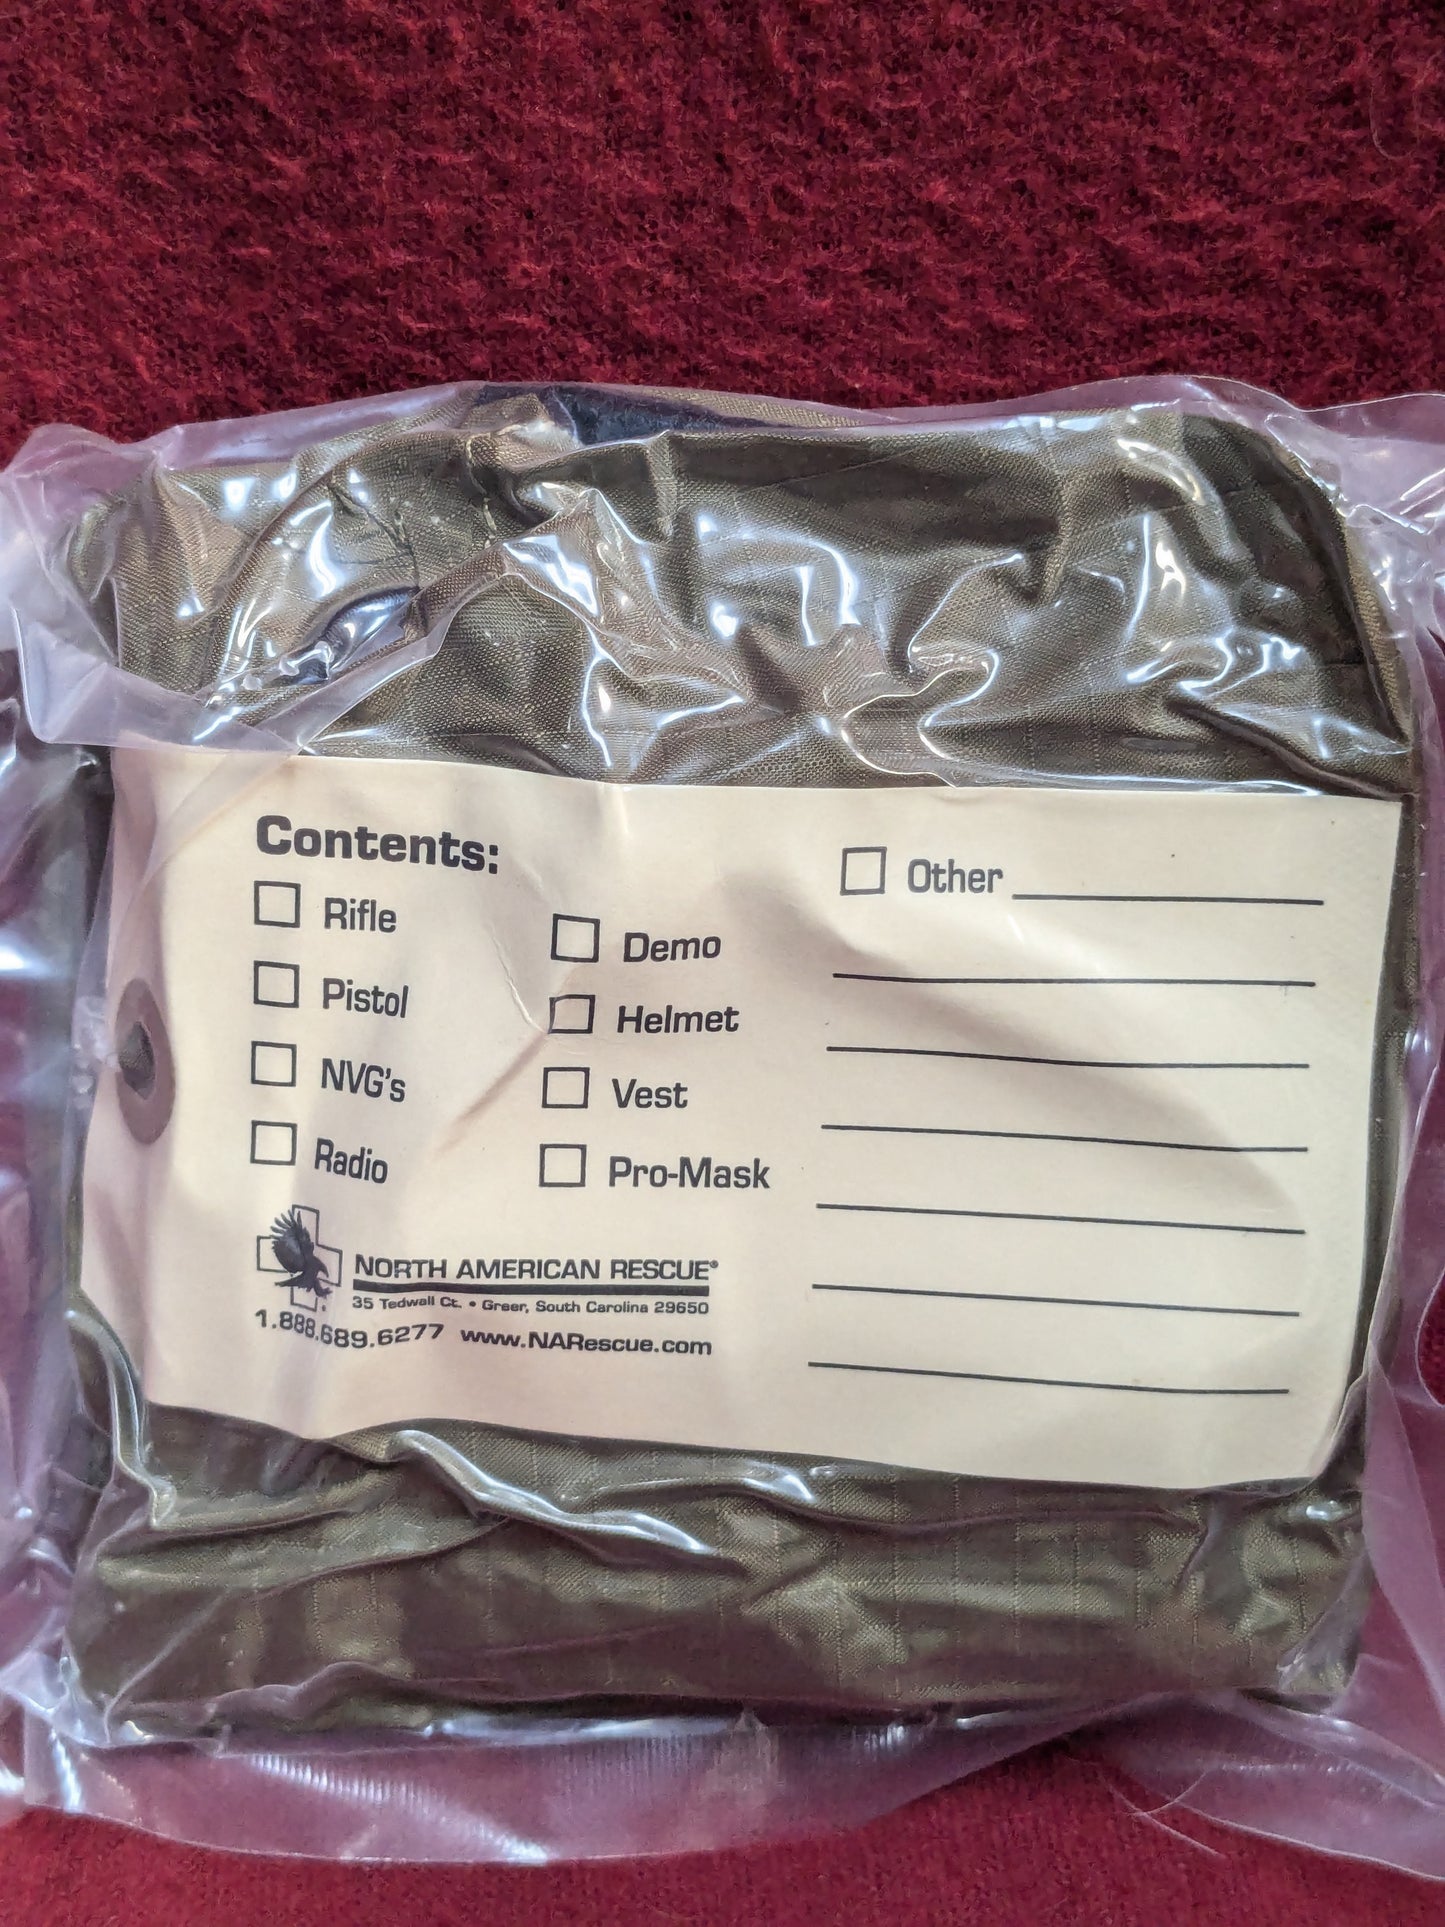 Contents:
Rifle
Pistol
NVG's
Radio
Demo
Helmet
Vest
Pro-Mask
Other
NORTH AMERICAN RESCUE®
35 Tedwall Ct. • Greer, South Carolina 29650
1.888.689.6277 www.NARescue.com